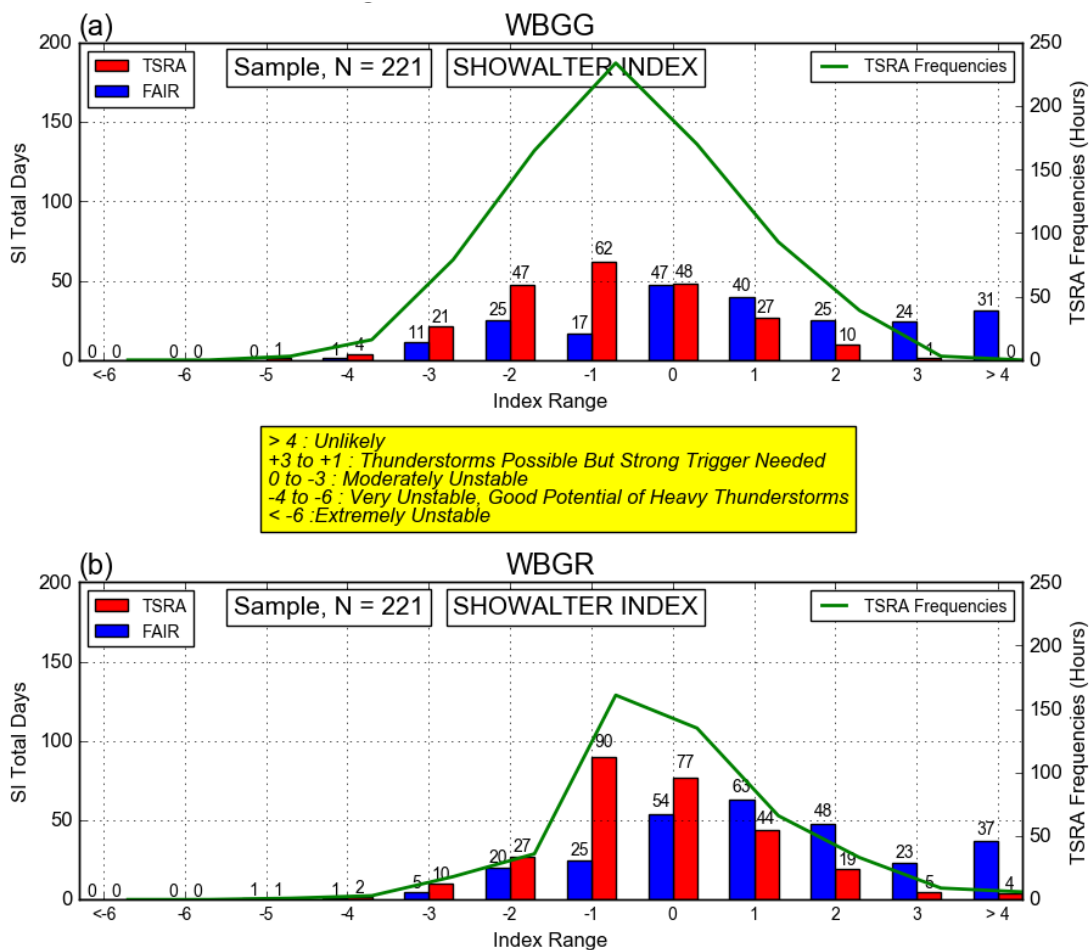 (a)
WBGG
TSRA
FAIR
Sample, N = 221
SHOWALTER INDEX
TSRA Frequencies
SI Total Days
TSRA Frequencies (Hours)
200
150
100
50
0
250
200
150
100
50
0
0 0 0 0 0 1 1 4 11 21 25 47 17 62 47 48 40 27 25 10 24 1 31 0
<-6 -6 -5 -4 -3 -2 -1 0 1 2 3 > 4
Index Range
> 4 : Unlikely
+3 to +1 : Thunderstorms Possible But Strong Trigger Needed
0 to -3 : Moderately Unstable
-4 to -6 : Very Unstable, Good Potential of Heavy Thunderstorms
< -6 :Extremely Unstable
(b)
WBGR
TSRA
FAIR
Sample, N = 221
SHOWALTER INDEX
TSRA Frequencies
SI Total Days
TSRA Frequencies (Hours)
200
150
100
50
0
250
200
150
100
50
0
0 0 0 0 1 1 1 2 5 10 20 27 25 90 54 77 63 44 48 19 23 5 37 4
<-6 -6 -5 -4 -3 -2 -1 0 1 2 3 > 4
Index Range